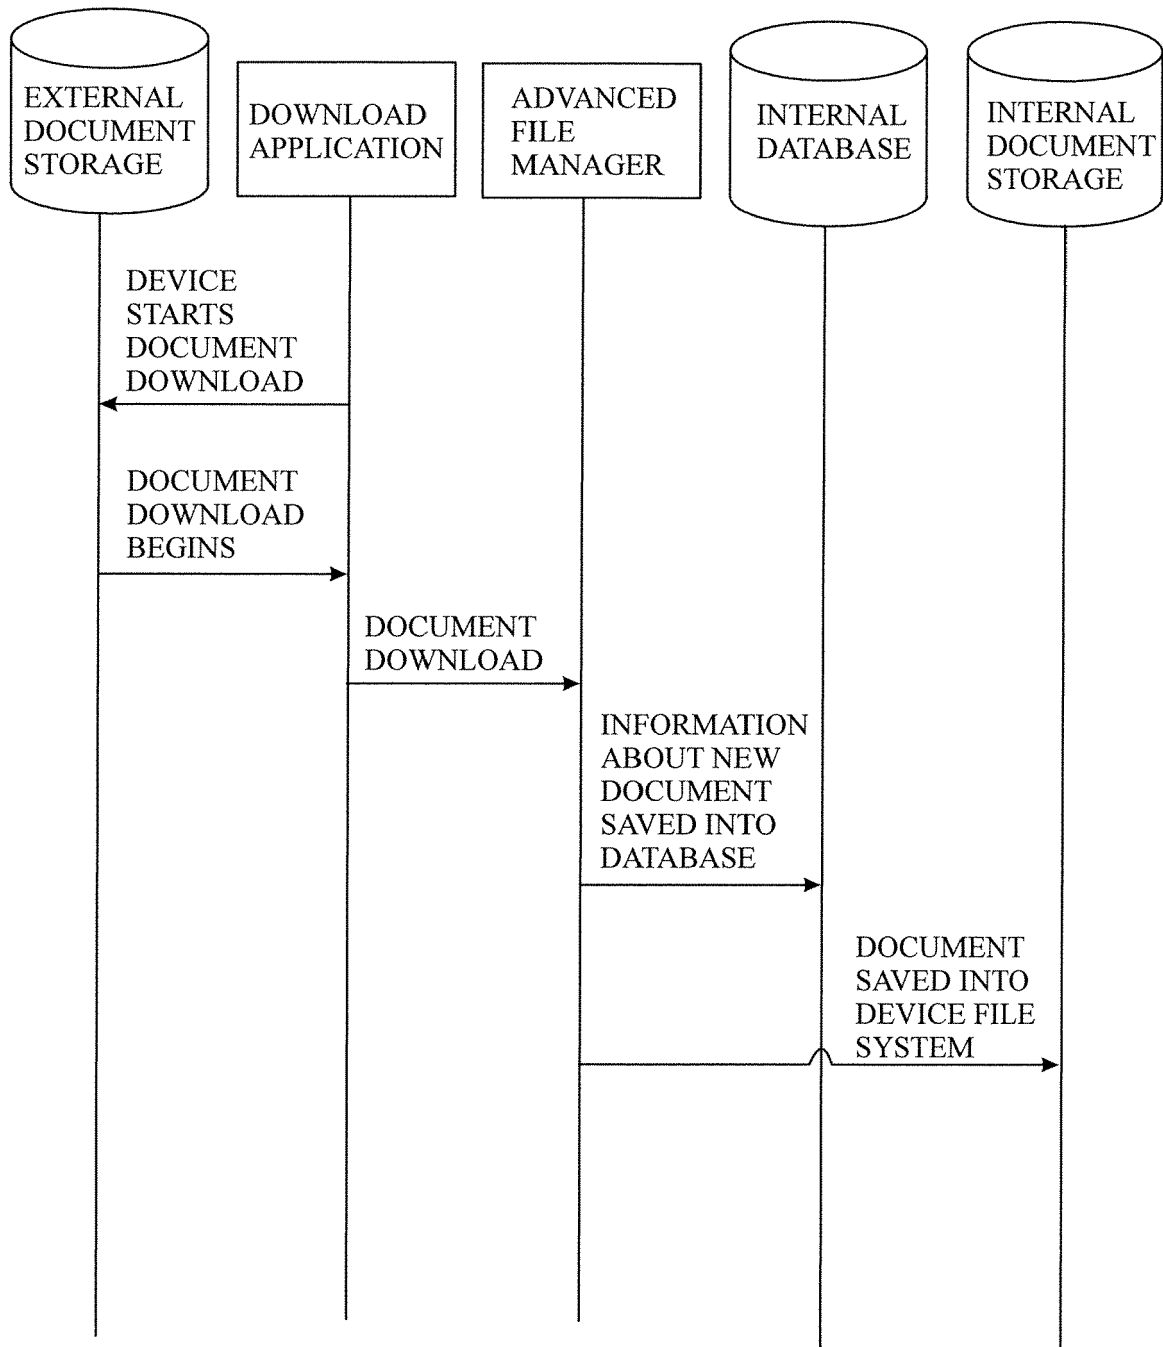 EXTERNAL
DOCUMENT
STORAGE
DOWNLOAD
APPLICATION
ADVANCED
FILE
MANAGER
INTERNAL
DATABASE
INTERNAL
DOCUMENT
STORAGE
DEVICE
STARTS
DOCUMENT
DOWNLOAD
DOCUMENT
DOWNLOAD
BEGINS
DOCUMENT
DOWNLOAD
INFORMATION
ABOUT NEW
DOCUMENT
SAVED INTO
DATABASE
DOCUMENT
SAVED INTO
DEVICE FILE
SYSTEM